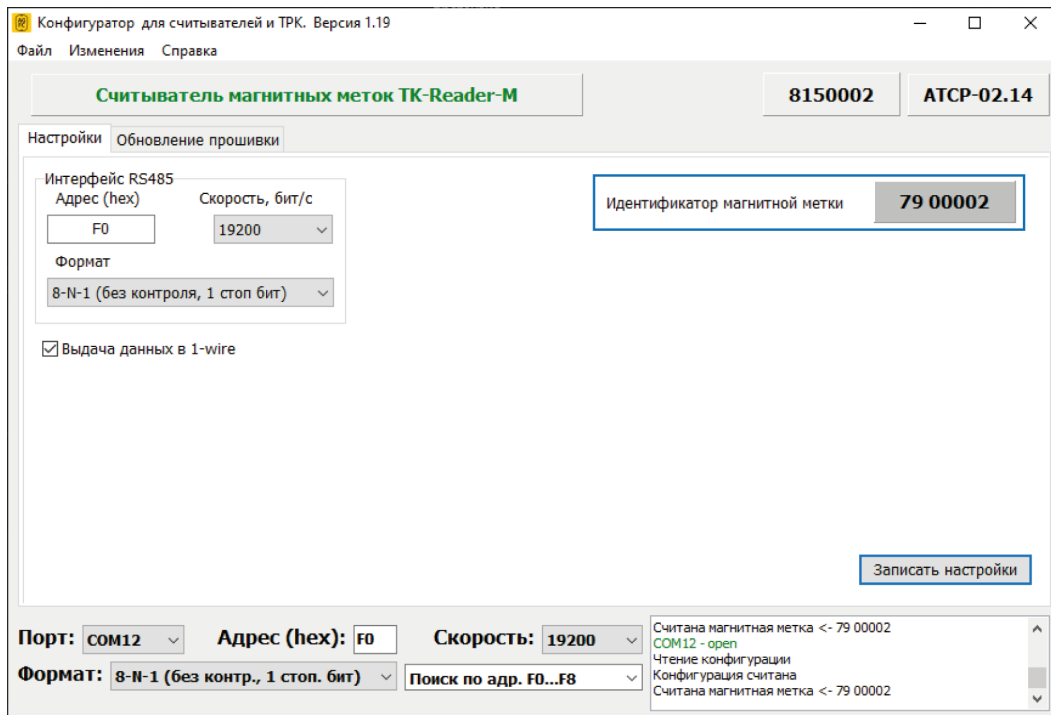 Конфигуратор для считывателей и ТРК. Версия 1.19
Файл Изменения Справка
Считыватель магнитных меток TK-Reader-M
8150002
ATCP-02.14
Настройки Обновление прошивки
Интерфейс RS485
Адрес (hex) Скорость, бит/с
F0 19200
Формат
8-N-1 (без контроля, 1 стоп бит)
Идентификатор магнитной метки 79 00002
Выдача данных в 1-wire
Записать настройки
Порт: COM12 Адрес (hex): F0 Скорость: 19200
Формат: 8-N-1 (без контр., 1 стоп. бит) Поиск по адр. F0...F8
Считана магнитная метка <- 79 00002
COM12 - open
Чтение конфигурации
Конфигурация считана
Считана магнитная метка <- 79 00002